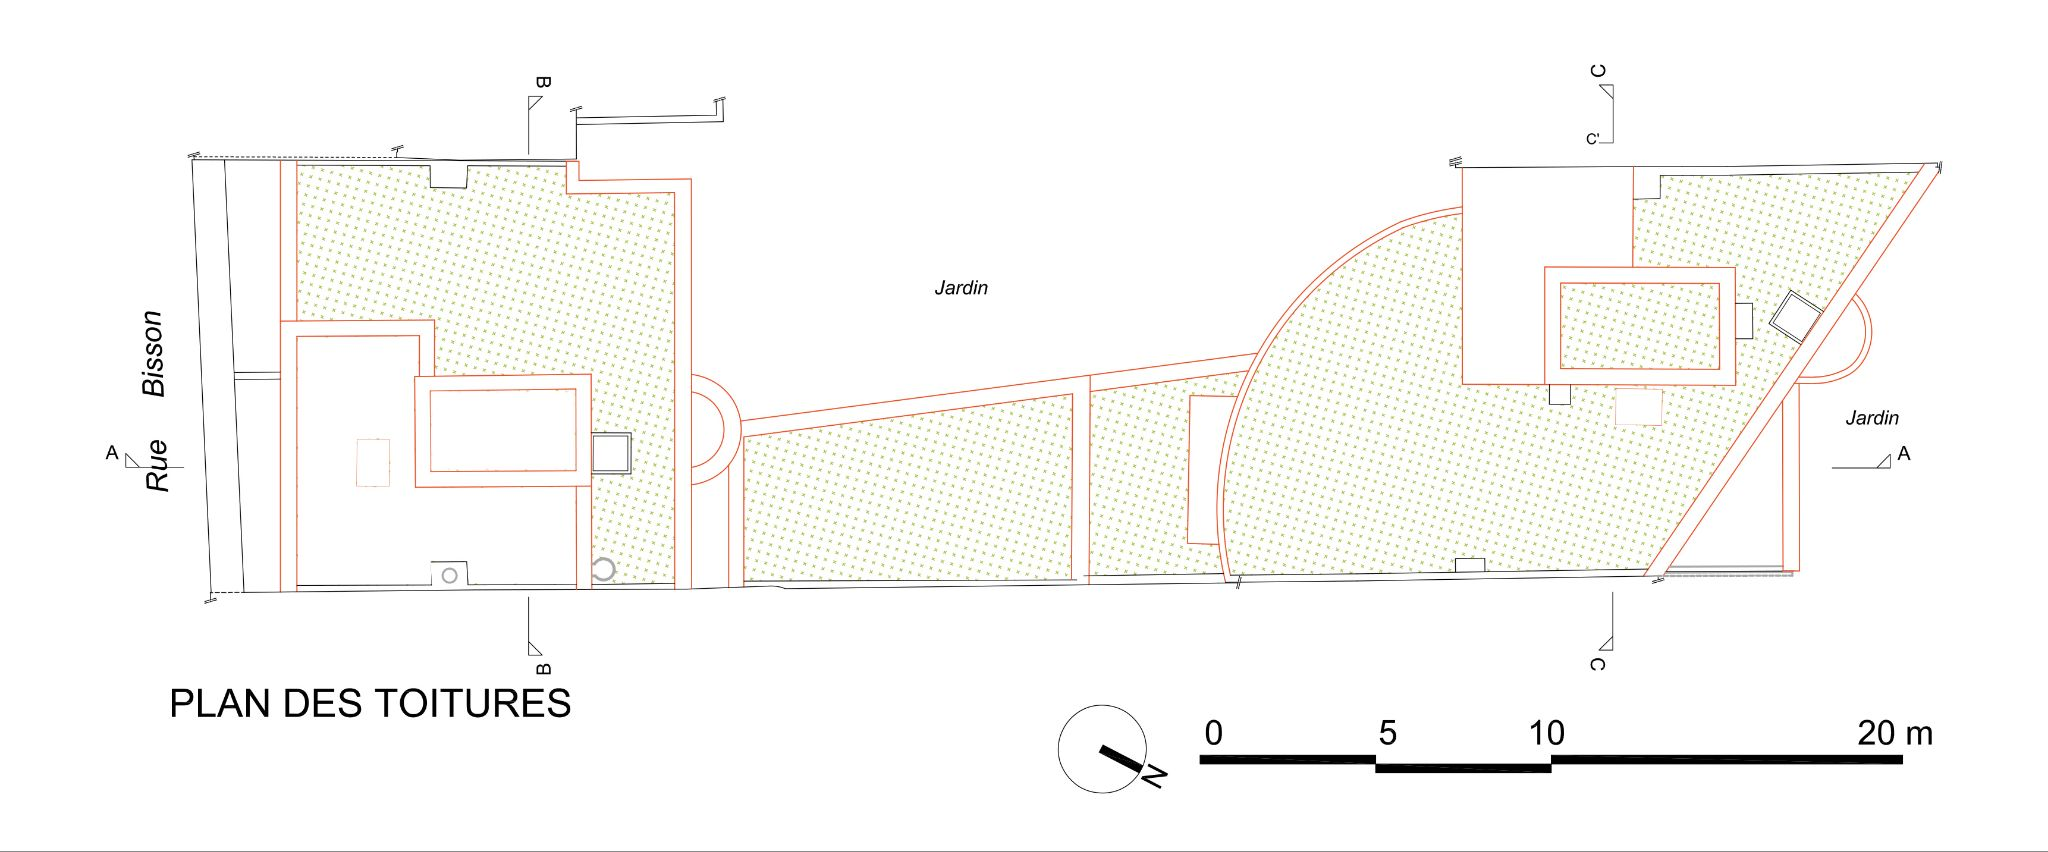 B
C
C'
Jardin
Rue Bisson
A
Jardin
A
B
C
PLAN DES TOITURES
N
0 5 10 20 m